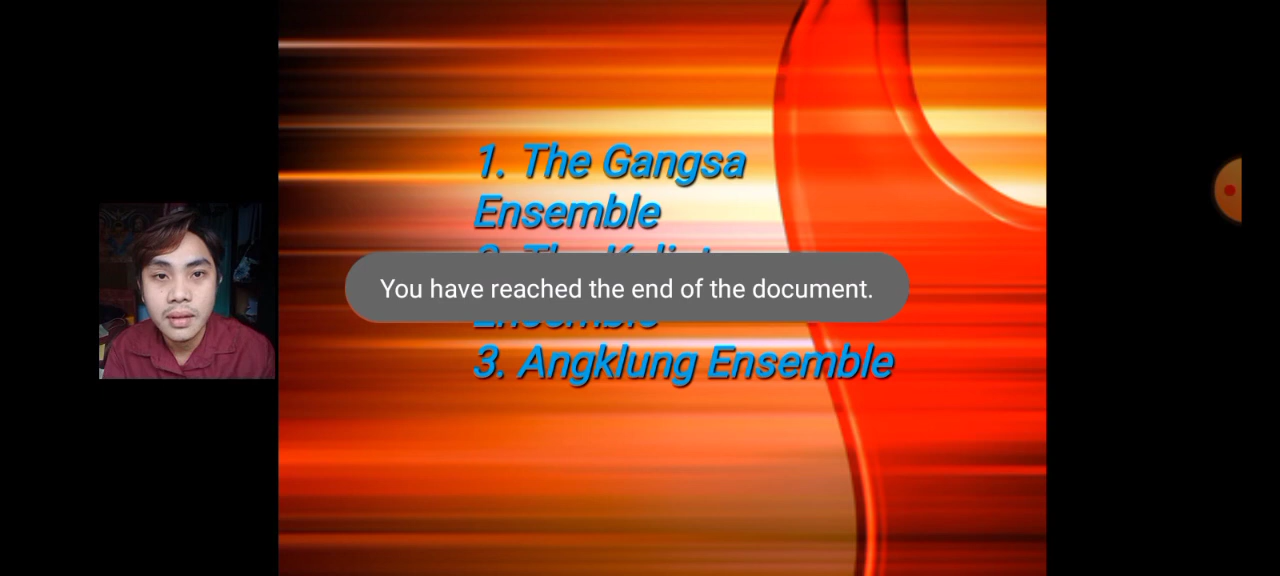 1. The Gangsa
Ensemble
You have reached the end of the document.
3. Angklung Ensemble